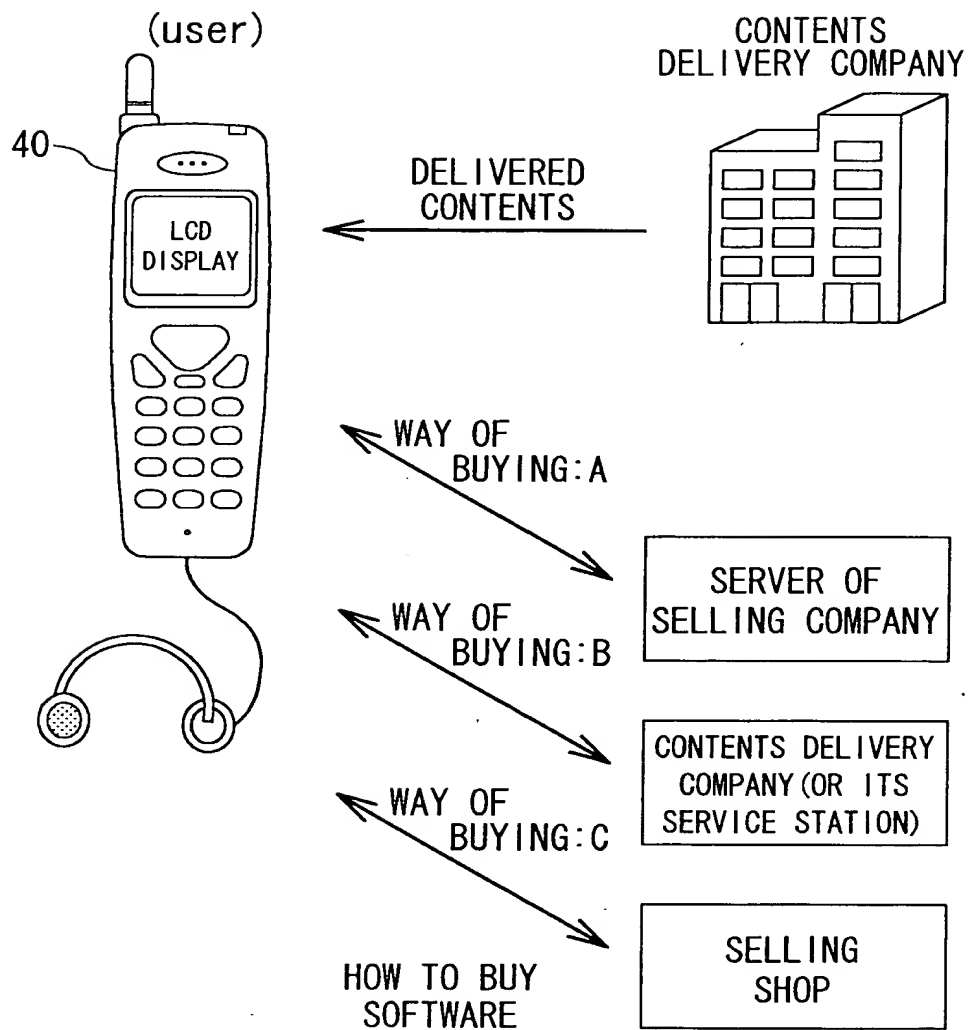 (user)
CONTENTS
DELIVERY COMPANY
40
DELIVERED
CONTENTS
LCD
DISPLAY
WAY OF
BUYING:A
SERVER OF
SELLING COMPANY
WAY OF
BUYING:B
CONTENTS DELIVERY
COMPANY(OR ITS
SERVICE STATION)
WAY OF
BUYING:C
SELLING
SHOP
HOW TO BUY
SOFTWARE